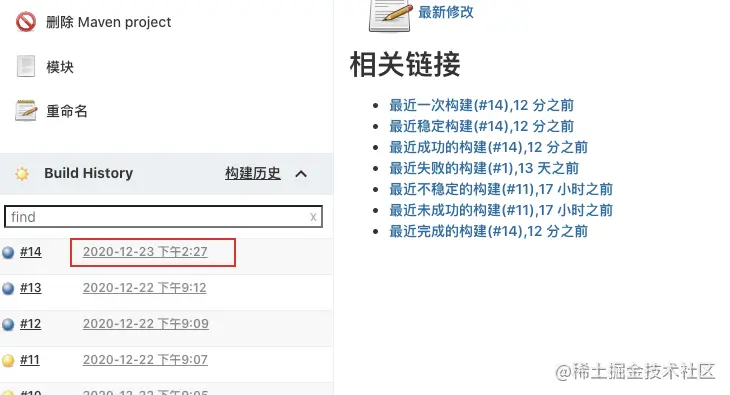 删除 Maven project
模块
重命名
Build History
构建历史
find
x
#14
2020-12-23 下午2:27
#13
2020-12-22 下午9:12
#12
2020-12-22 下午9:09
#11
2020-12-22 下午9:07
#10
2020-12-22 下午9:05
最新修改
相关链接
最近一次构建(#14),12 分之前
最近稳定构建(#14),12 分之前
最近成功的构建(#14),12 分之前
最近失败的构建(#1),13 天之前
最近不稳定的构建(#11),17 小时之前
最近未成功的构建(#11),17 小时之前
最近完成的构建(#14),12 分之前
@稀土掘金技术社区